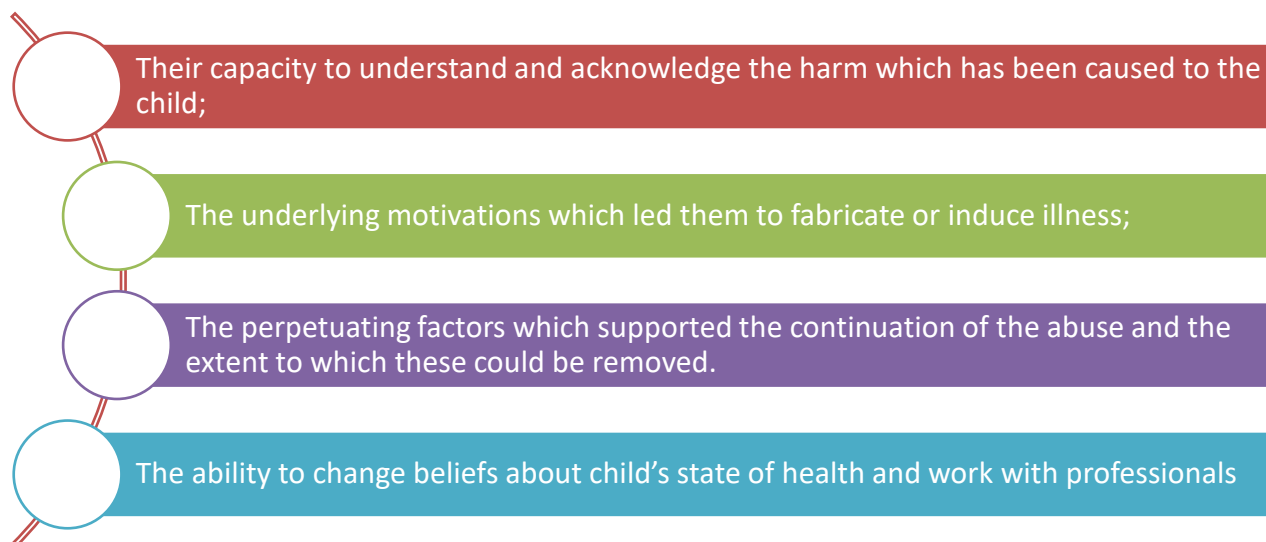 Their capacity to understand and acknowledge the harm which has been caused to the
child;
The underlying motivations which led them to fabricate or induce illness;
The perpetuating factors which supported the continuation of the abuse and the
extent to which these could be removed.
The ability to change beliefs about child’s state of health and work with professionals